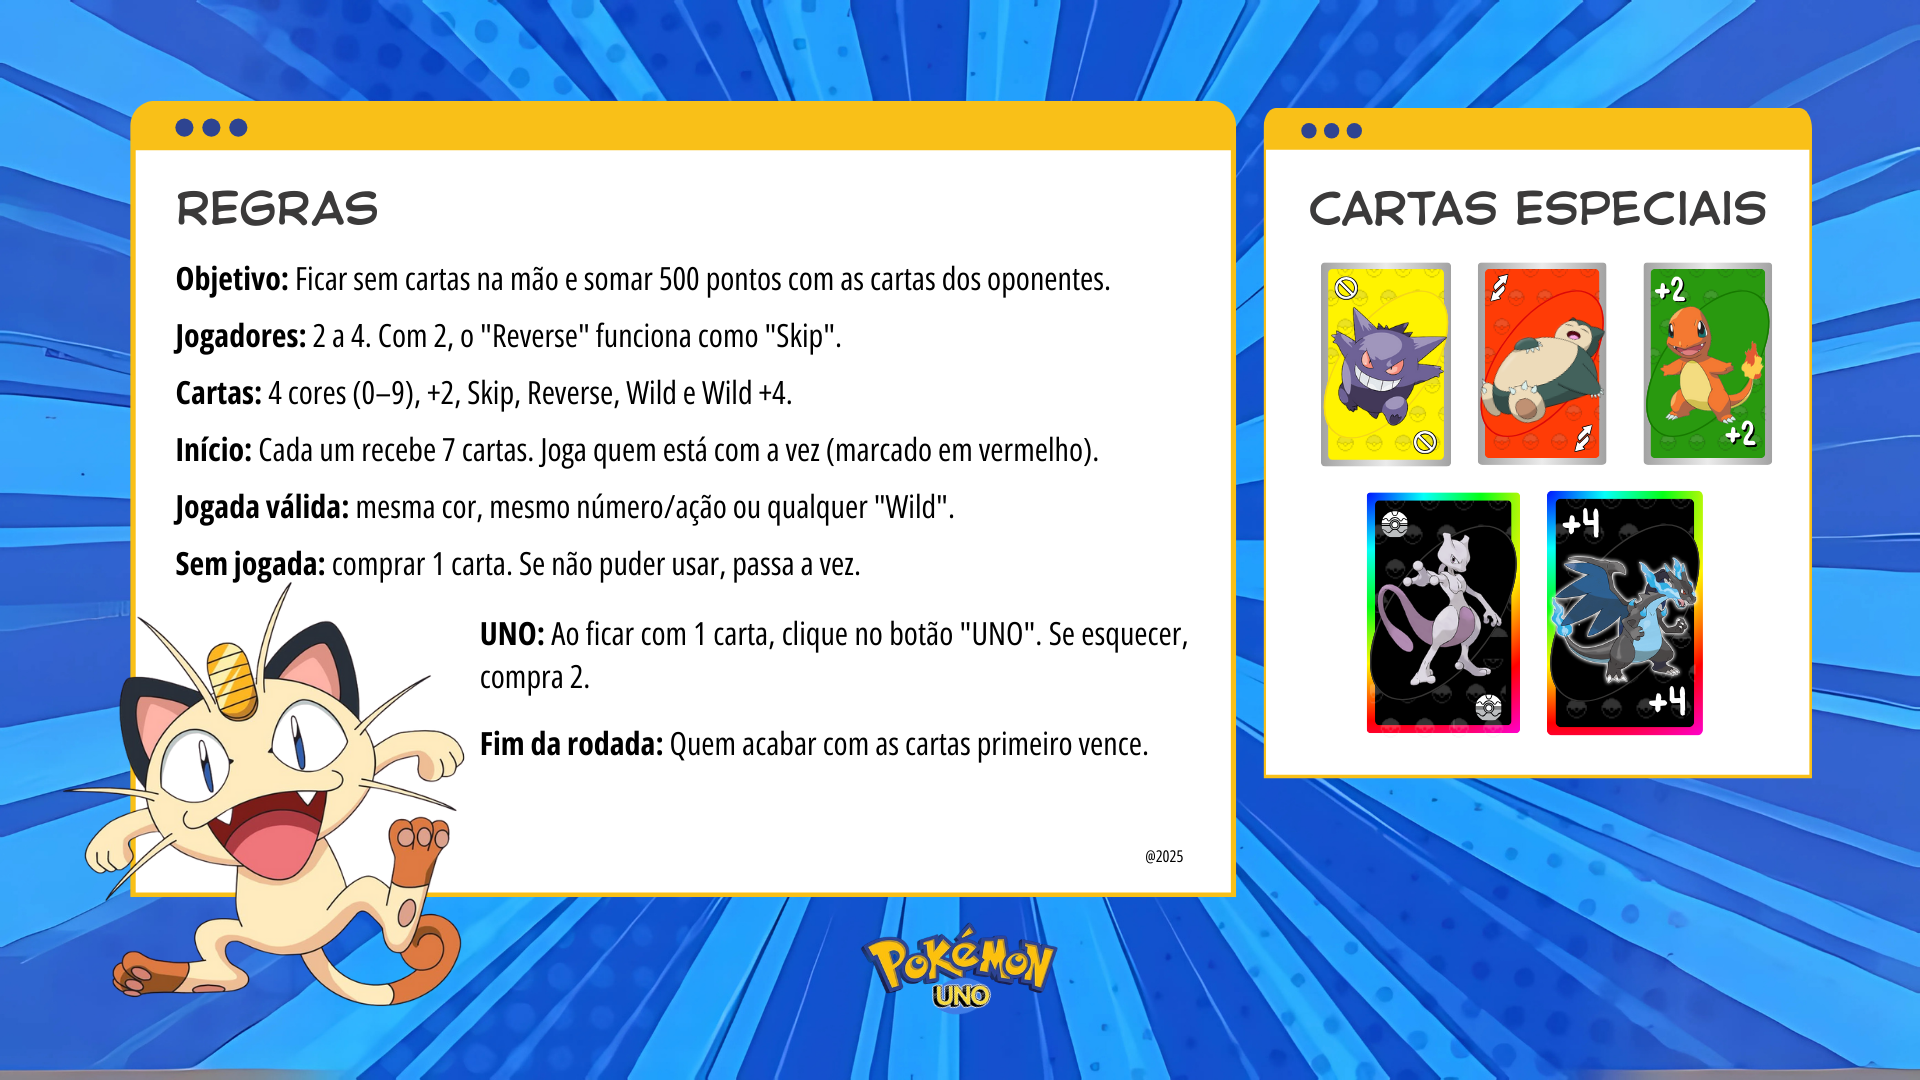 REGRAS
Objetivo: Ficar sem cartas na mão e somar 500 pontos com as cartas dos oponentes.
Jogadores: 2 a 4. Com 2, o "Reverse" funciona como "Skip".
Cartas: 4 cores (0–9), +2, Skip, Reverse, Wild e Wild +4.
Início: Cada um recebe 7 cartas. Joga quem está com a vez (marcado em vermelho).
Jogada válida: mesma cor, mesmo número/ação ou qualquer "Wild".
Sem jogada: comprar 1 carta. Se não puder usar, passa a vez.
UNO: Ao ficar com 1 carta, clique no botão "UNO". Se esquecer,
compra 2.
Fim da rodada: Quem acabar com as cartas primeiro vence.
@2025
CARTAS ESPECIAIS
+2
+2
+4
+4
POKéMON
UNO